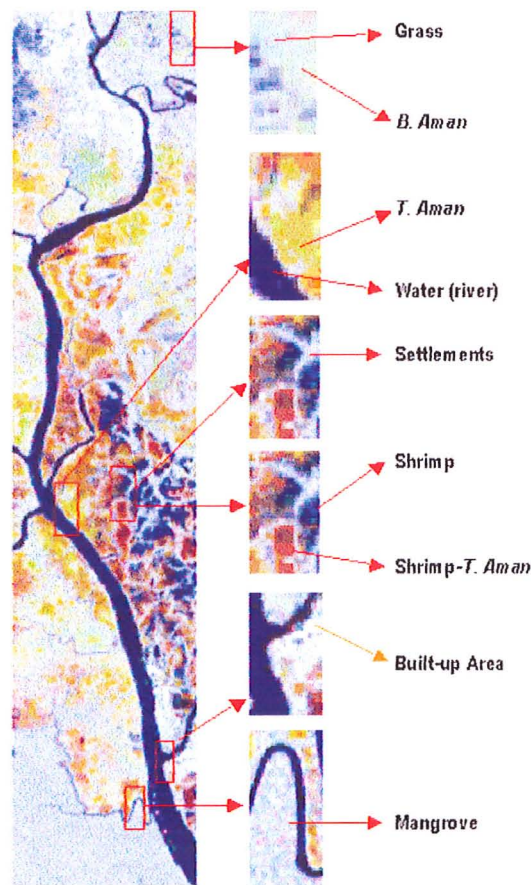 Grass
B. Aman
T. Aman
Water (river)
Settlements
Shrimp
Shrimp-T. Aman
Built-up Area
Mangrove